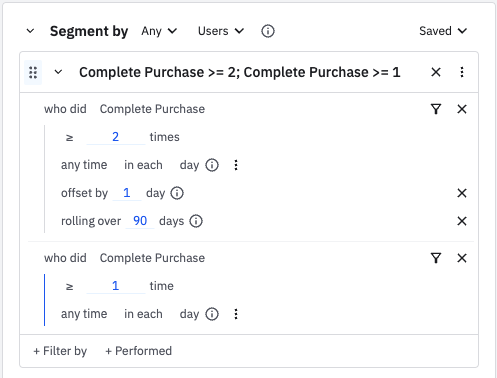 Segment by Any Users Saved
Complete Purchase >= 2; Complete Purchase >= 1
who did Complete Purchase
≥ 2 times
any time in each day
offset by 1 day
rolling over 90 days
who did Complete Purchase
≥ 1 time
any time in each day
+ Filter by + Performed